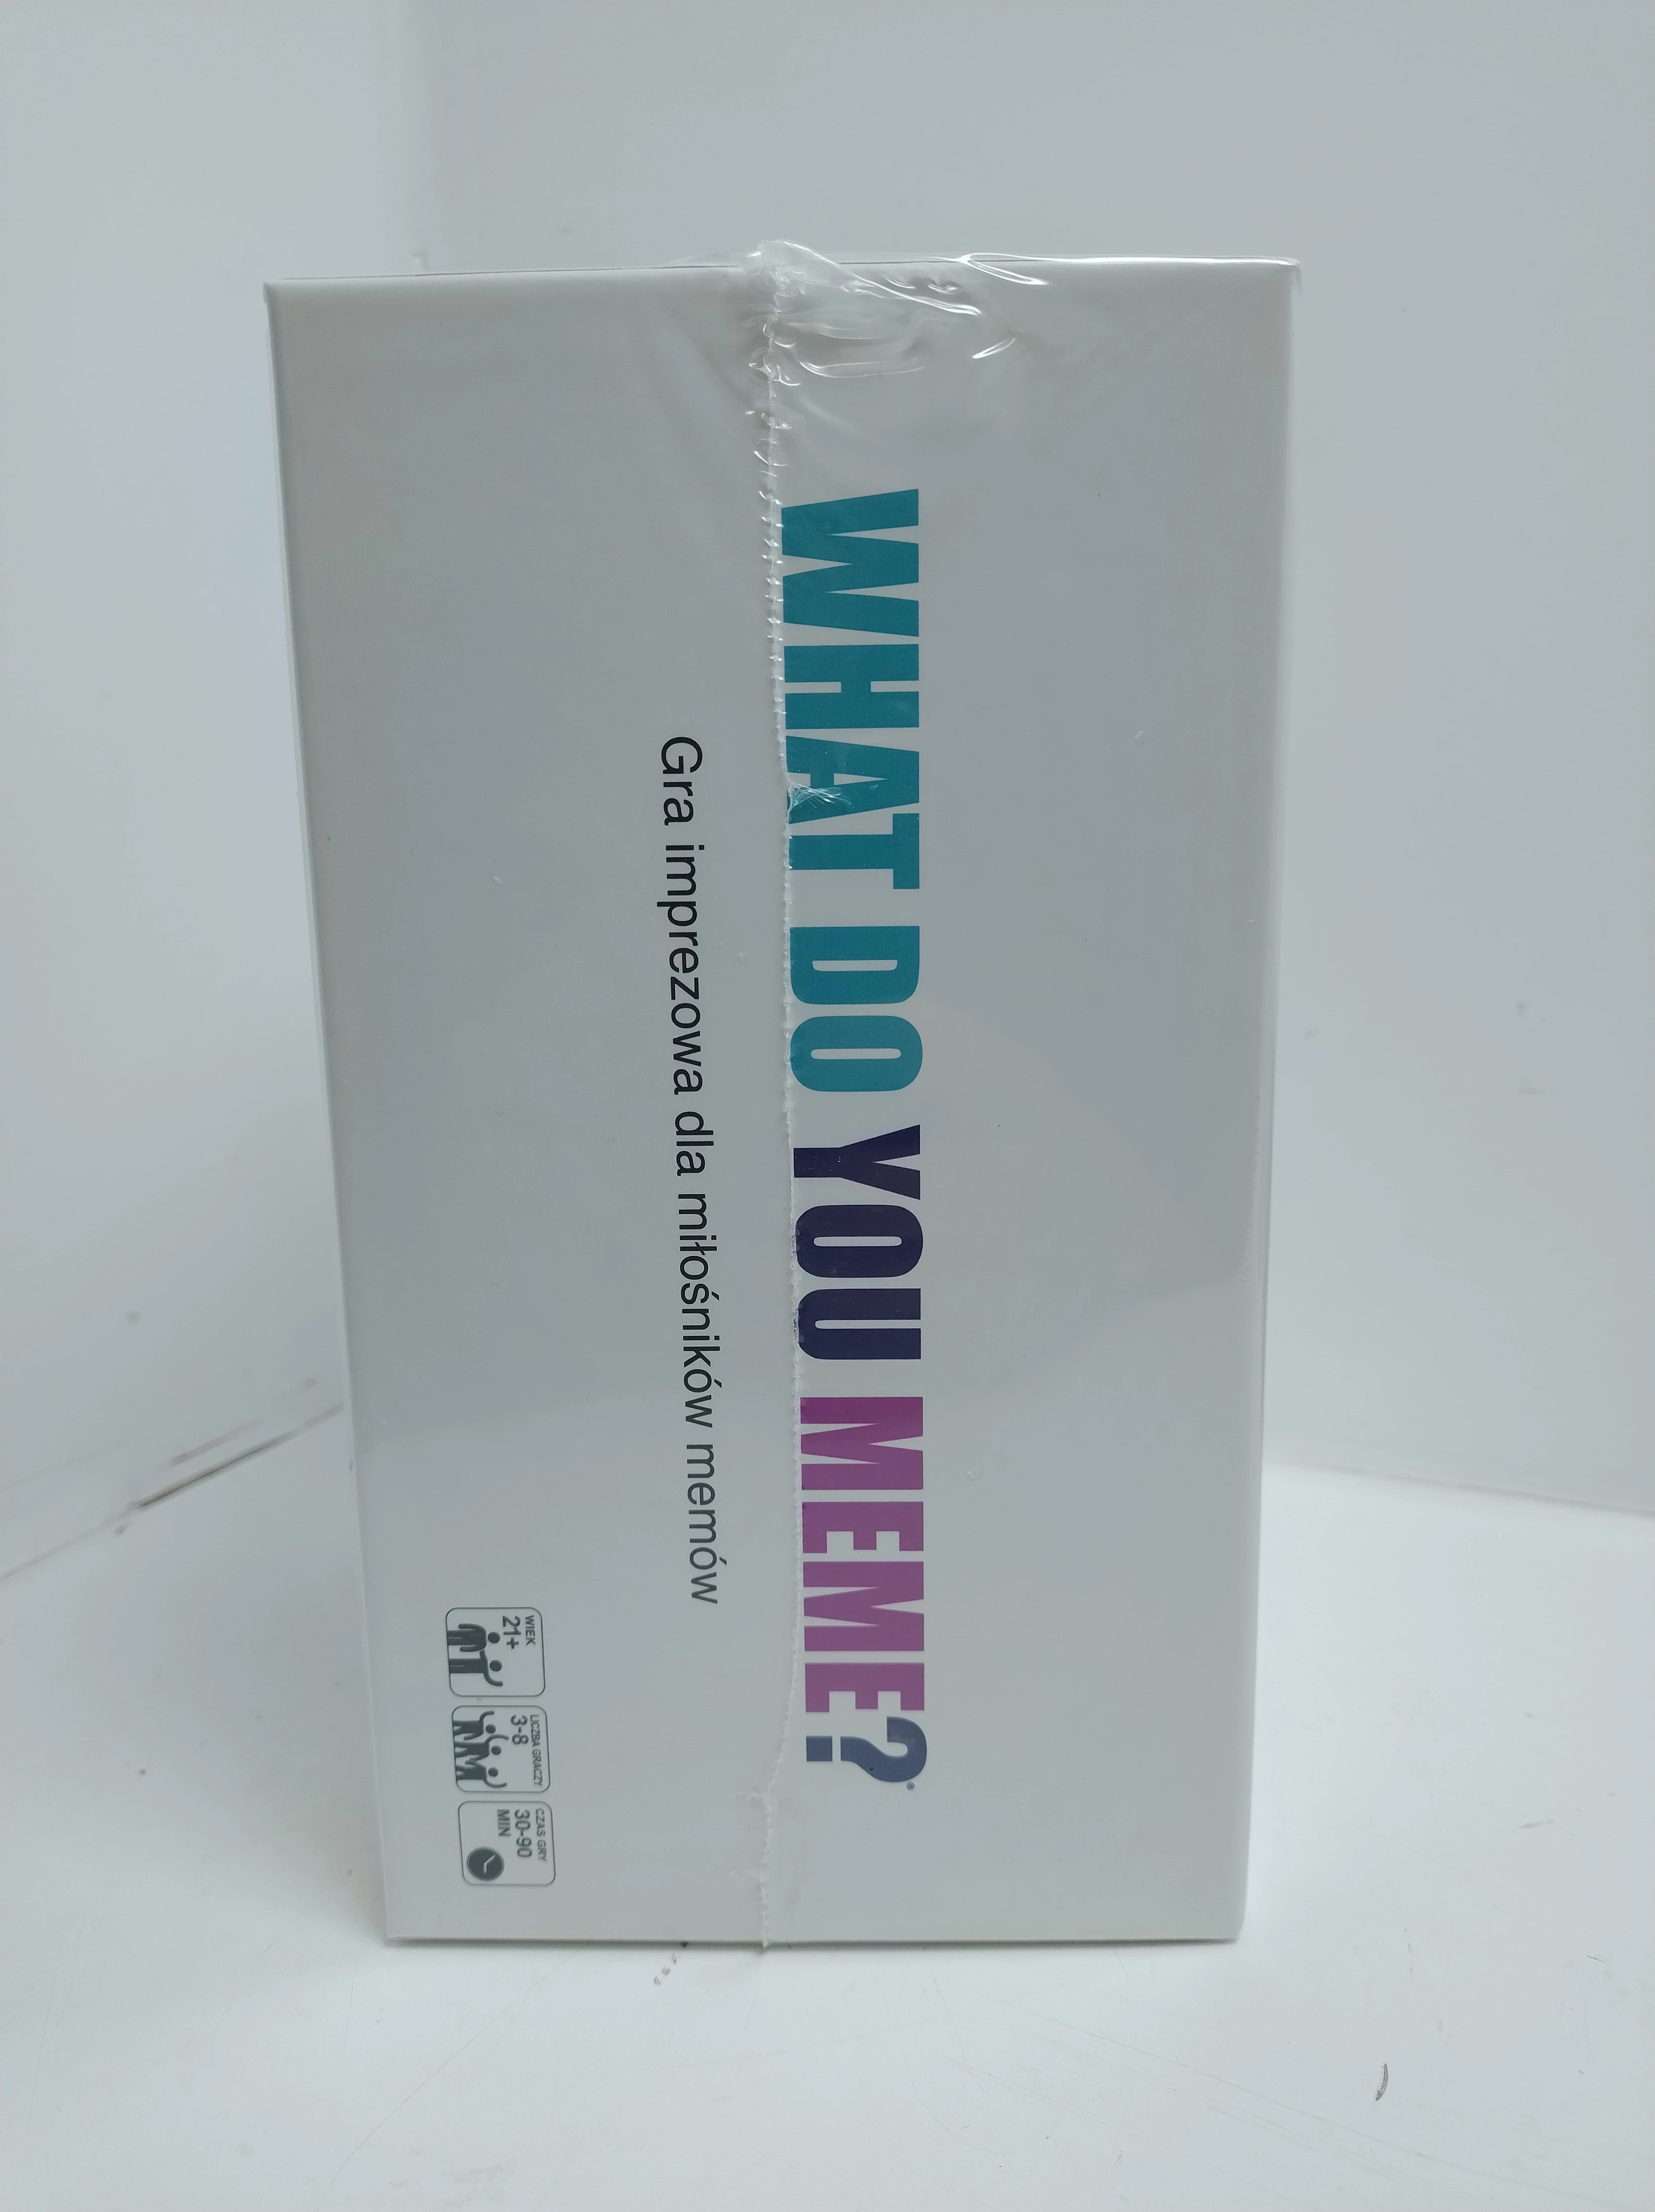 WHAT DO YOU MEME?®
Gra imprezowa dla miłośników memów
WIEK
21+
LICZBA GRACZY
3-8
CZAS GRY
30-90
MIN